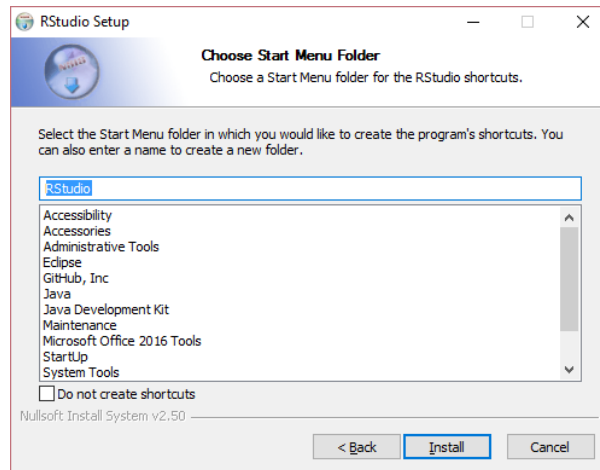 RStudio Setup
Choose Start Menu Folder
Choose a Start Menu folder for the RStudio shortcuts.
Select the Start Menu folder in which you would like to create the program's shortcuts. You
can also enter a name to create a new folder.
RStudio
Accessibility
Accessories
Administrative Tools
Eclipse
GitHub, Inc
Java
Java Development Kit
Maintenance
Microsoft Office 2016 Tools
StartUp
System Tools
Do not create shortcuts
Nullsoft Install System v2.50
< Back
Install
Cancel